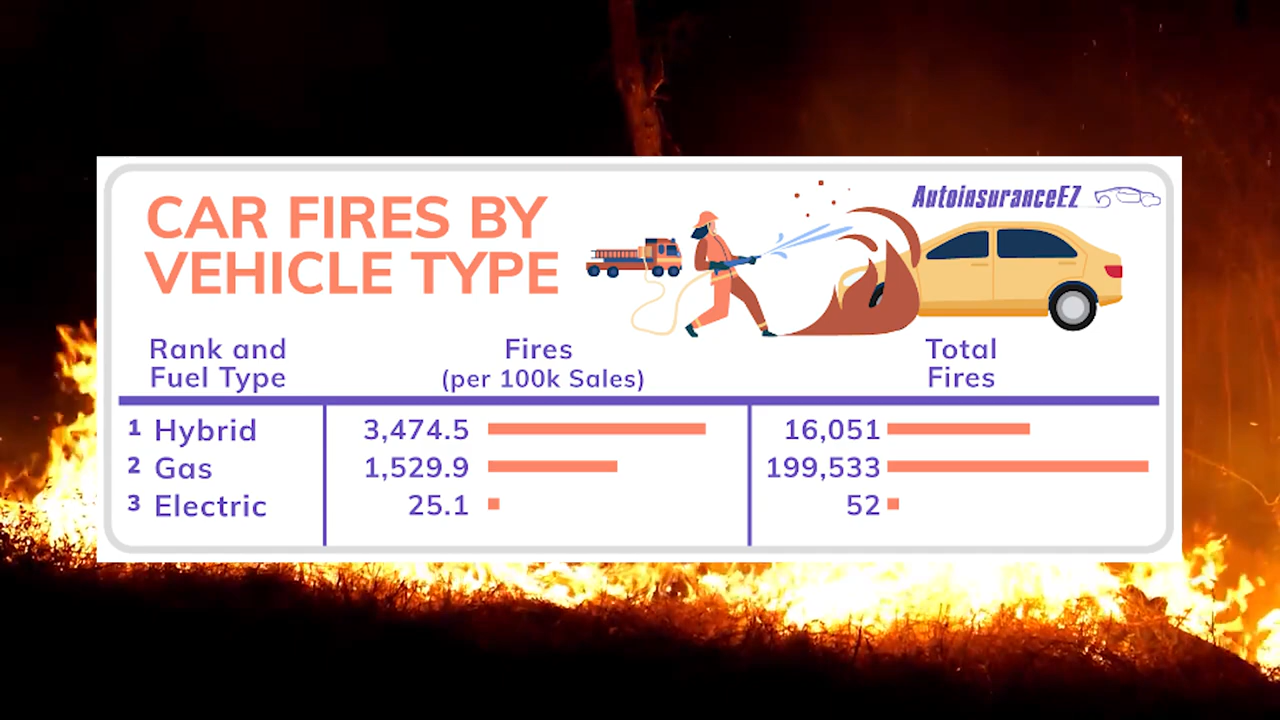 CAR FIRES BY
VEHICLE TYPE
AutoinsuranceEZ
Rank and
Fuel Type
Fires
(per 100k Sales)
Total
Fires
1 Hybrid 3,474.5 16,051
2 Gas 1,529.9 199,533
3 Electric 25.1 52